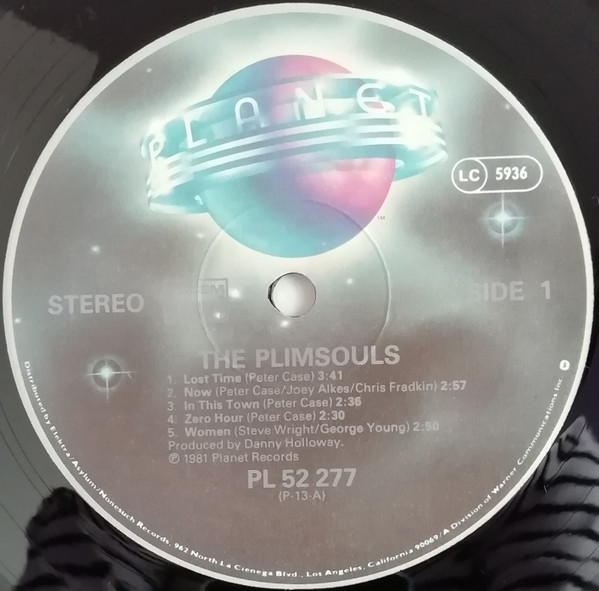 PLANET
LC 5936
STEREO
SIDE 1
THE PLIMSOULS
1. Lost Time (Peter Case) 3:41
2. Now (Peter Case/Joey Alkes/Chris Fradkin) 2:57
3. In This Town (Peter Case) 2:36
4. Zero Hour (Peter Case) 2:30
5. Women (Steve Wright/George Young) 2:50
Produced by Danny Holloway.
℗ 1981 Planet Records
PL 52 277
(P-13-A)
Distributed by Elektra/Asylum/Nonesuch Records, 962 North La Cienega Blvd., Los Angeles, California 90069/A Division of Warner Communications Inc